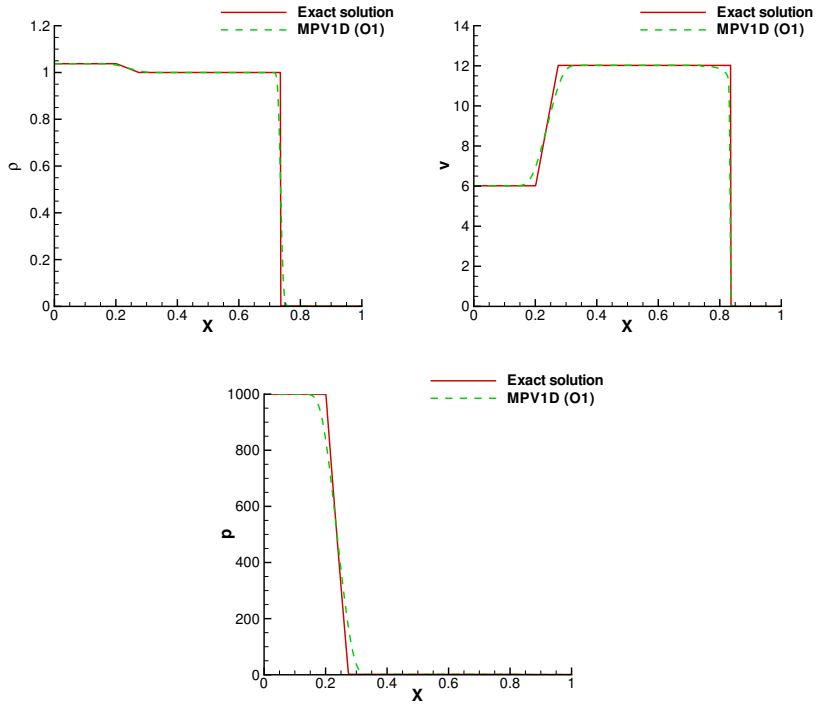 Exact solution
MPV1D (O1)
1.2
1
0.8
0.6
0.4
0.2
0
ρ
0 0.2 0.4 0.6 0.8 1
X
Exact solution
MPV1D (O1)
14
12
10
8
6
4
2
0
v
0 0.2 0.4 0.6 0.8 1
X
Exact solution
MPV1D (O1)
1000
800
600
400
200
0
p
0 0.2 0.4 0.6 0.8 1
X